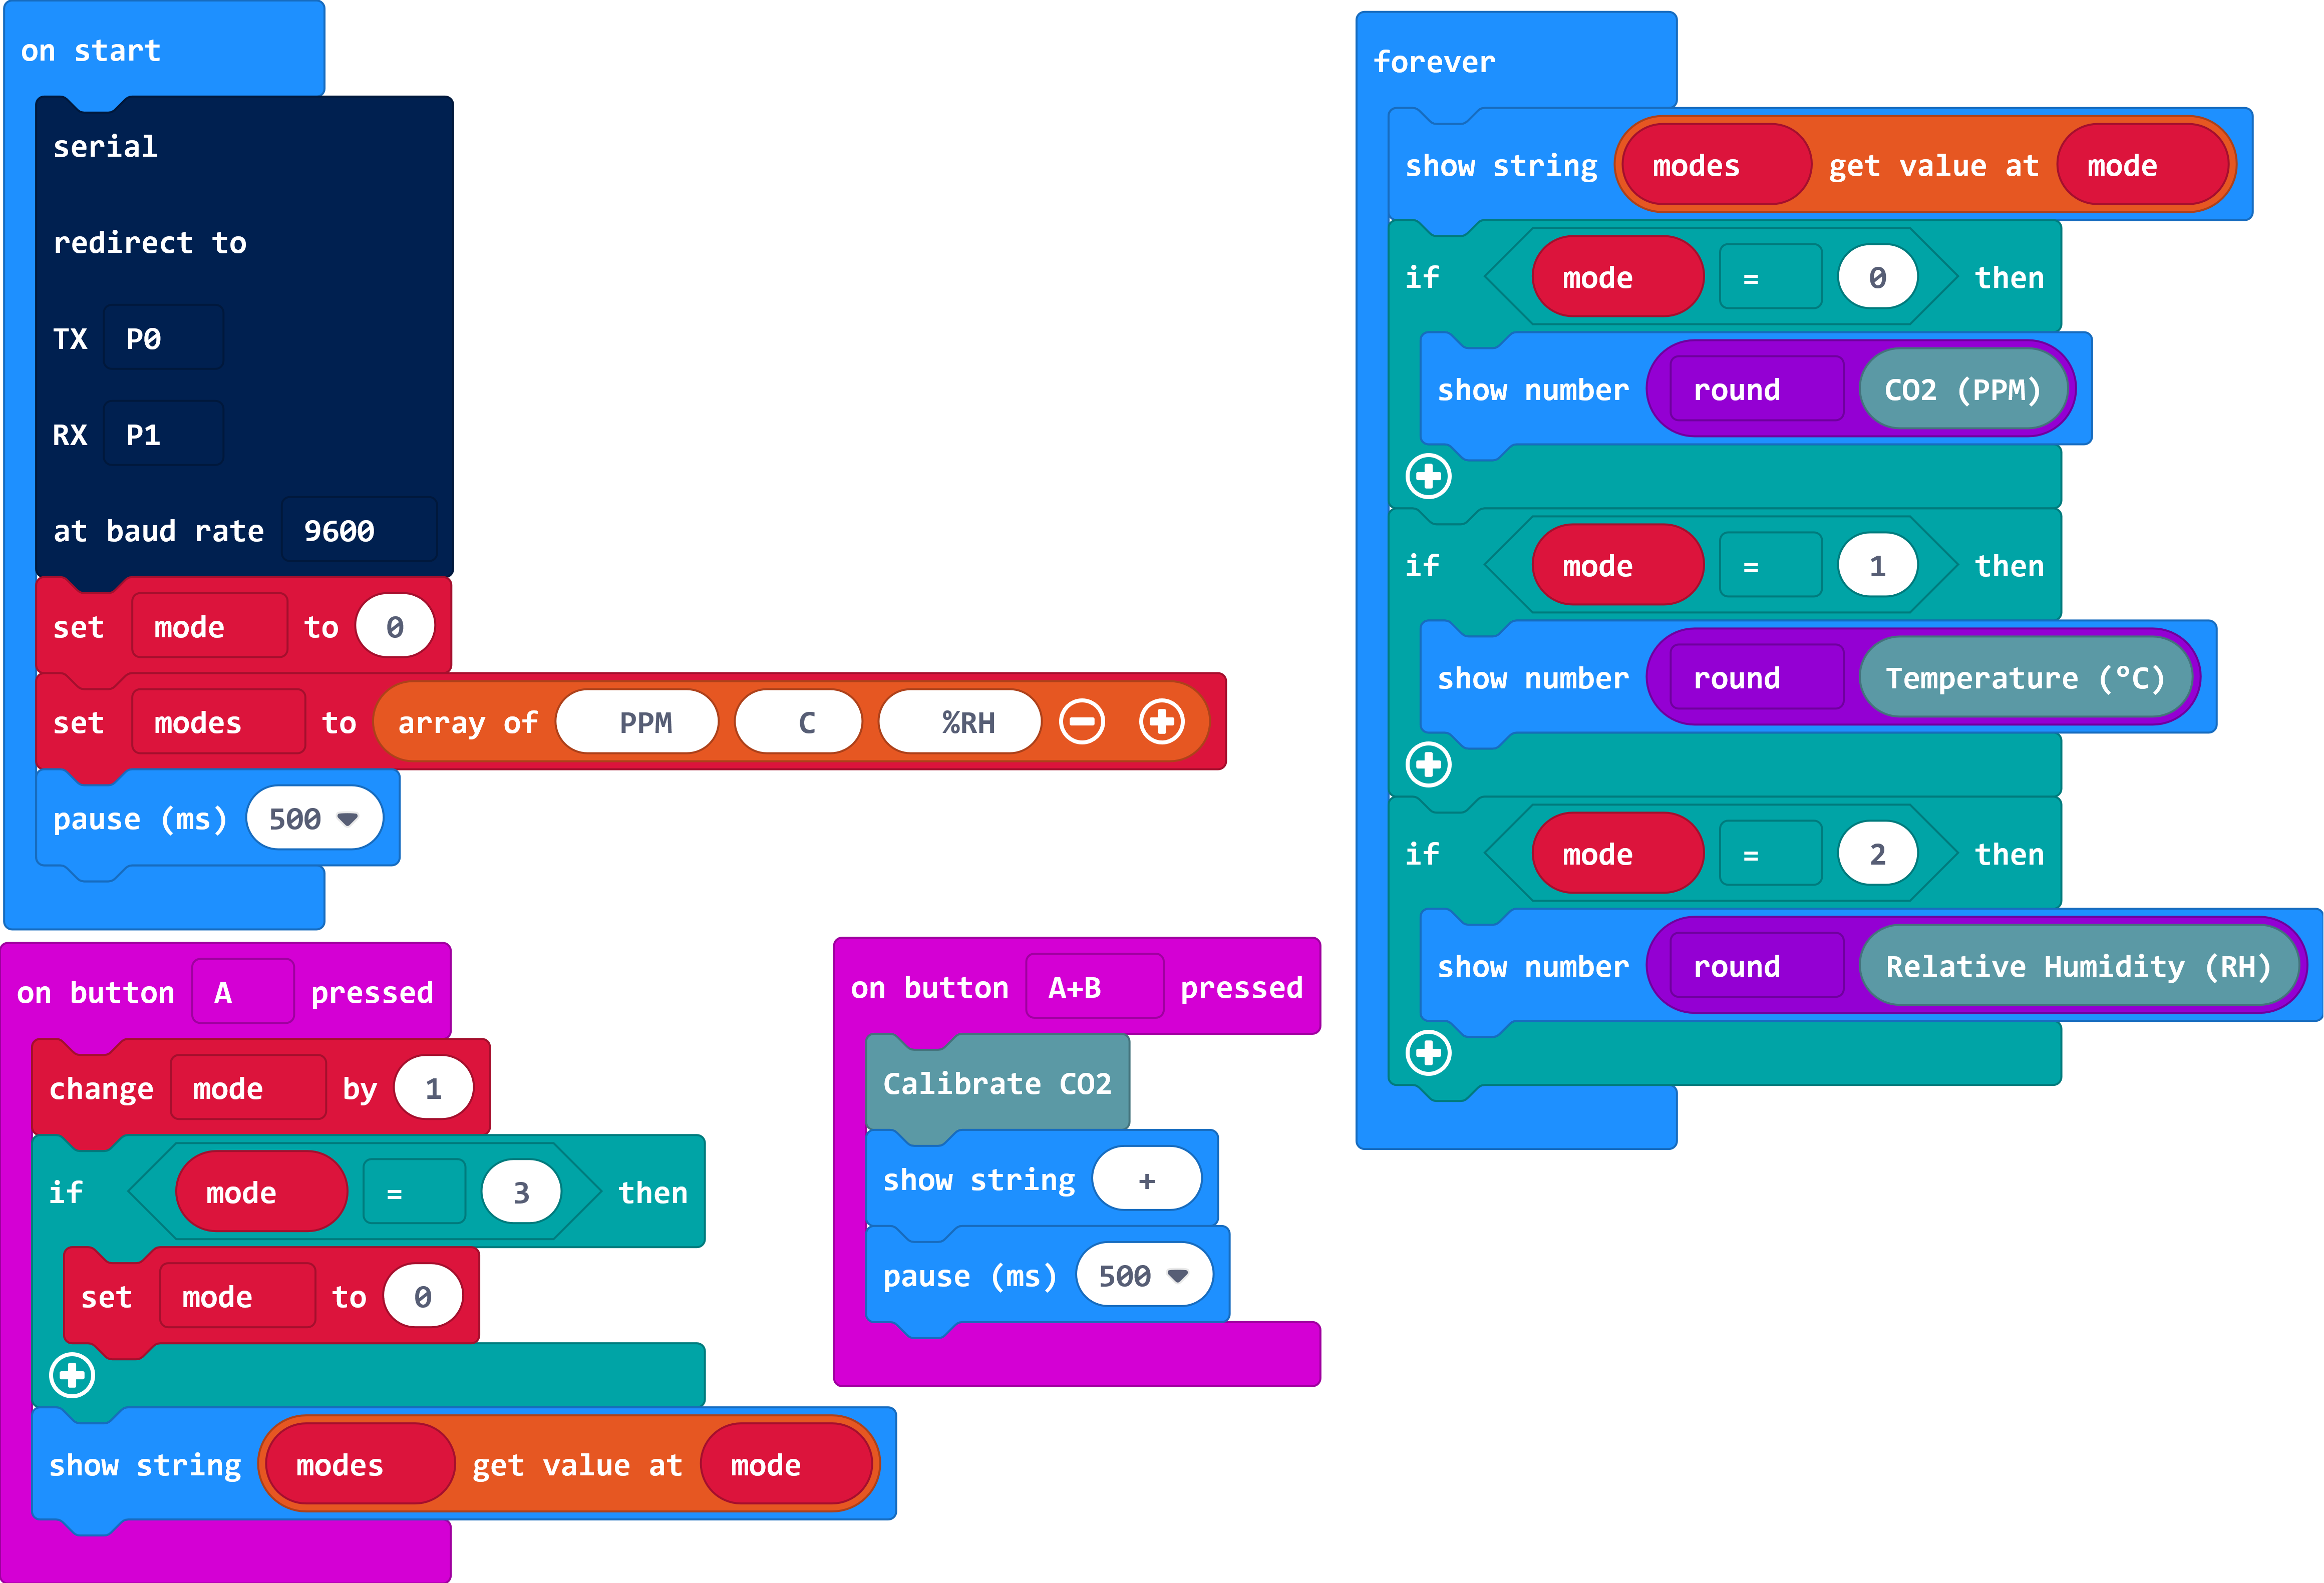 on start
serial
redirect to
TX P0
RX P1
at baud rate 9600
set mode to 0
set modes to array of PPM C %RH
pause (ms) 500
on button A pressed
change mode by 1
if mode = 3 then
set mode to 0
show string modes get value at mode
on button A+B pressed
Calibrate CO2
show string +
pause (ms) 500
forever
show string modes get value at mode
if mode = 0 then
show number round CO2 (PPM)
if mode = 1 then
show number round Temperature (ºC)
if mode = 2 then
show number round Relative Humidity (RH)